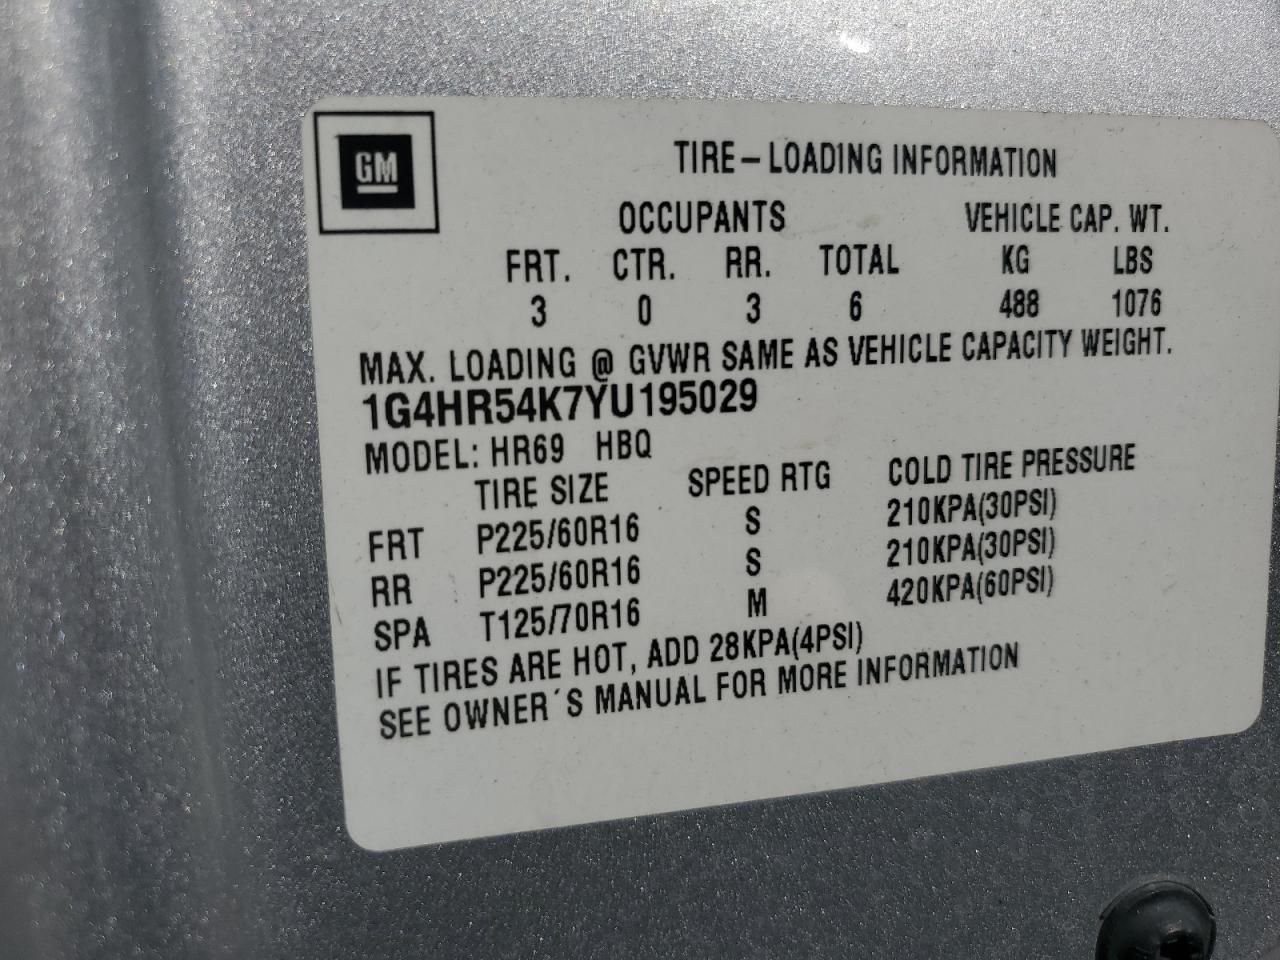 GM
TIRE-LOADING INFORMATION
OCCUPANTS VEHICLE CAP. WT.
FRT. CTR. RR. TOTAL KG LBS
3 0 3 6 488 1076
MAX. LOADING @ GVWR SAME AS VEHICLE CAPACITY WEIGHT.
1G4HR54K7YU195029
MODEL: HR69 HBQ
TIRE SIZE SPEED RTG COLD TIRE PRESSURE
FRT P225/60R16 S 210KPA(30PSI)
RR P225/60R16 S 210KPA(30PSI)
SPA T125/70R16 M 420KPA(60PSI)
IF TIRES ARE HOT, ADD 28KPA(4PSI)
SEE OWNER´S MANUAL FOR MORE INFORMATION